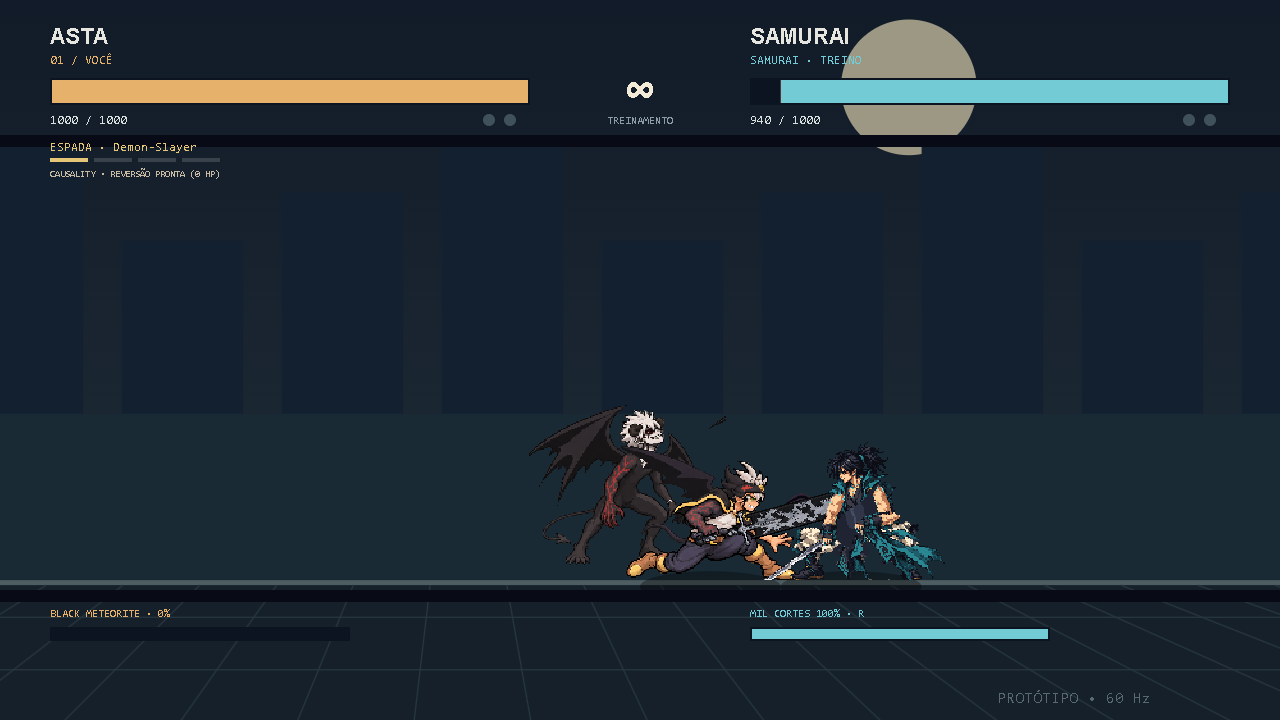 ASTA
01 / VOCÊ
1000 / 1000
ESPADA · Demon-Slayer
CAUSALITY · REVERSÃO PRONTA (0 HP)
∞
TREINAMENTO
SAMURAI
SAMURAI · TREINO
940 / 1000
BLACK METEORITE · 0%
MIL CORTES 100% · R
PROTÓTIPO • 60 Hz